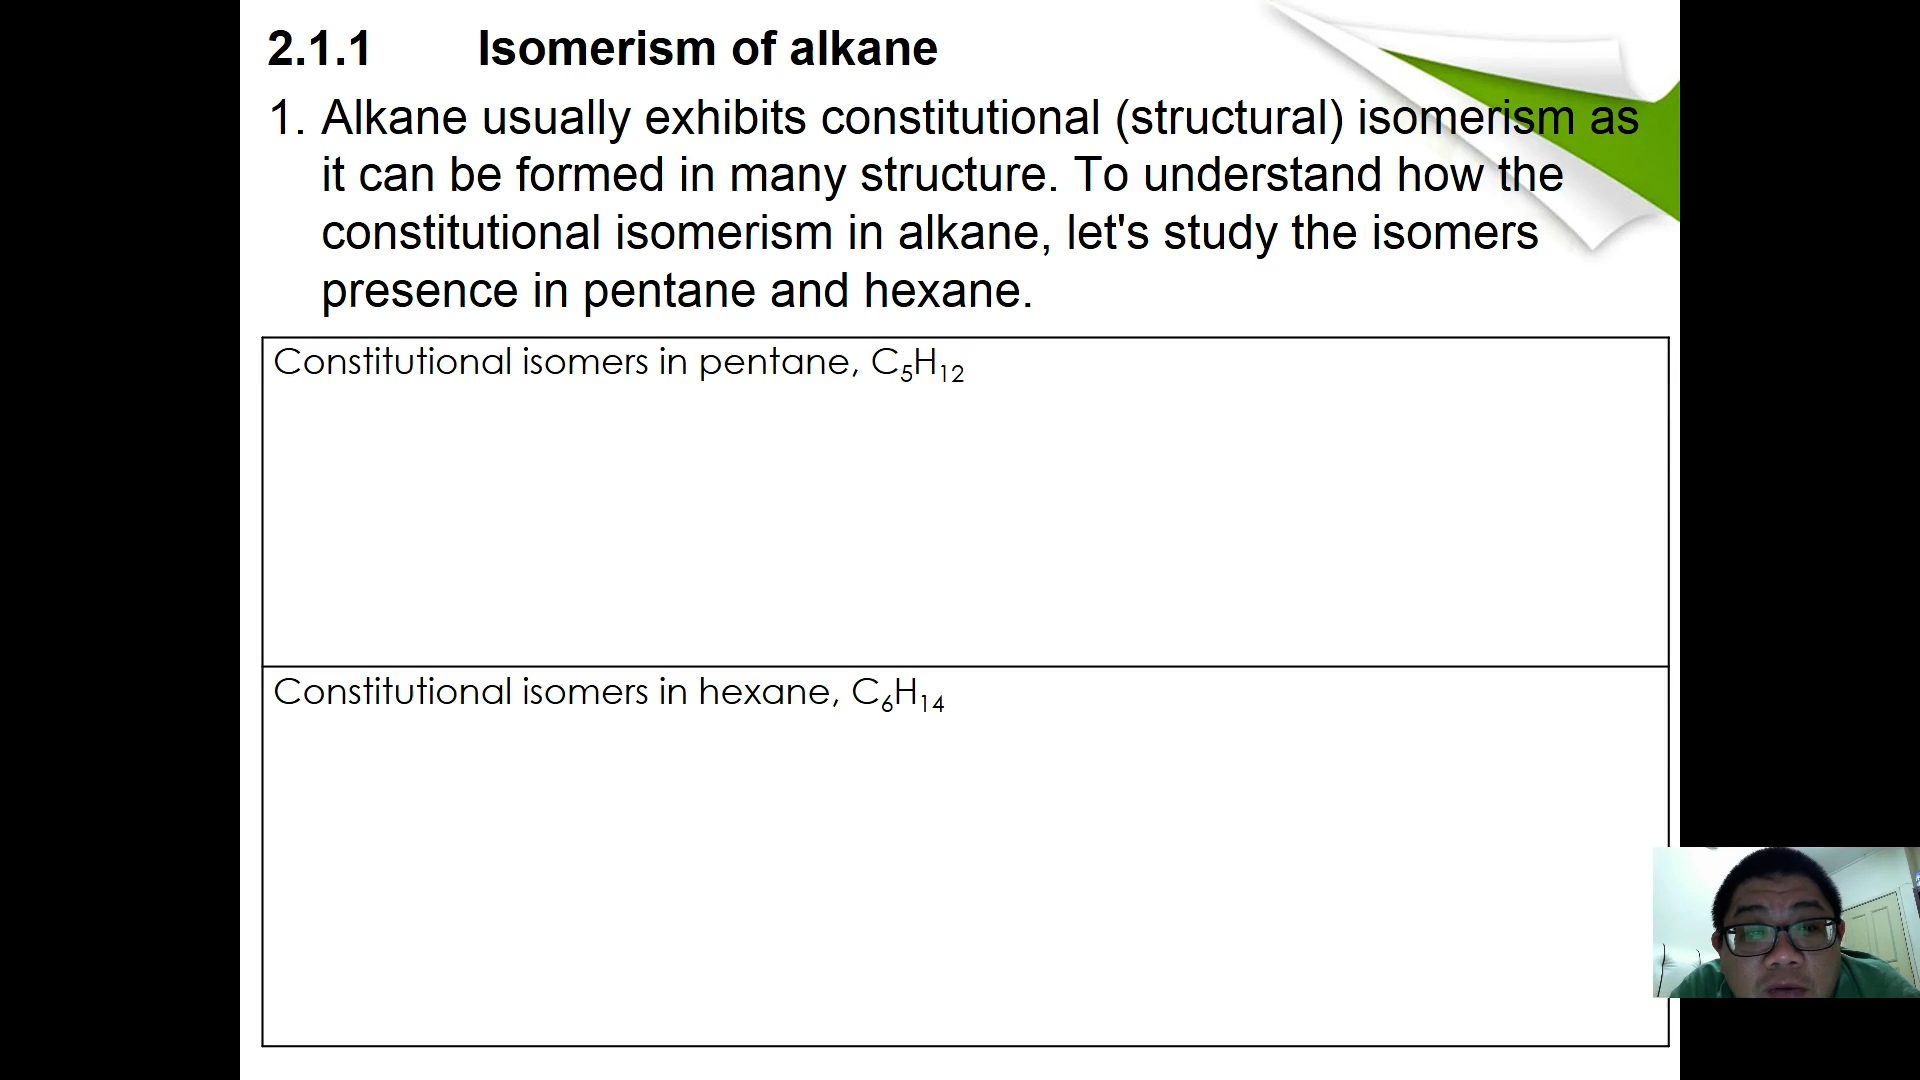 2.1.1 Isomerism of alkane
1. Alkane usually exhibits constitutional (structural) isomerism as
it can be formed in many structure. To understand how the
constitutional isomerism in alkane, let's study the isomers
presence in pentane and hexane.
Constitutional isomers in pentane, C₅H₁₂
Constitutional isomers in hexane, C₆H₁₄